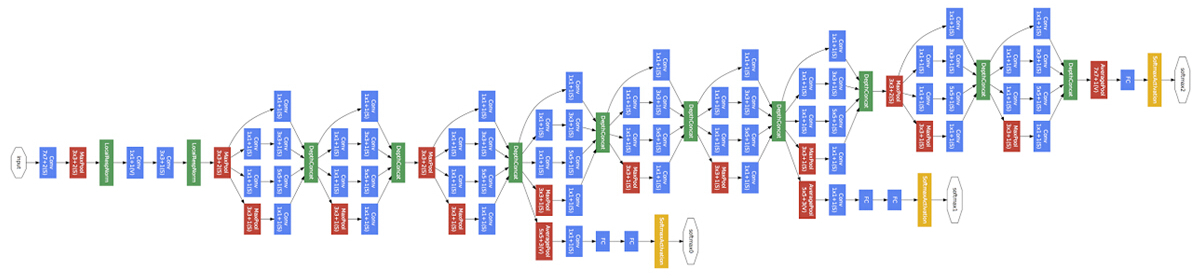 input
Conv
7x7+2(S)
MaxPool
3x3+2(S)
LocalRespNorm
Conv
1x1+1(V)
Conv
3x3+1(S)
LocalRespNorm
MaxPool
3x3+2(S)
Conv
1x1+1(S)
Conv
1x1+1(S)
MaxPool
3x3+1(S)
Conv
1x1+1(S)
Conv
3x3+1(S)
Conv
5x5+1(S)
Conv
1x1+1(S)
DepthConcat
Conv
1x1+1(S)
Conv
1x1+1(S)
MaxPool
3x3+1(S)
Conv
1x1+1(S)
Conv
3x3+1(S)
Conv
5x5+1(S)
Conv
1x1+1(S)
DepthConcat
MaxPool
3x3+2(S)
Conv
1x1+1(S)
Conv
1x1+1(S)
MaxPool
3x3+1(S)
Conv
1x1+1(S)
Conv
3x3+1(S)
Conv
5x5+1(S)
Conv
1x1+1(S)
DepthConcat
Conv
1x1+1(S)
Conv
1x1+1(S)
MaxPool
3x3+1(S)
AveragePool
5x5+3(V)
Conv
1x1+1(S)
Conv
3x3+1(S)
Conv
5x5+1(S)
Conv
1x1+1(S)
Conv
1x1+1(S)
FC
FC
SoftmaxActivation
softmax0
DepthConcat
Conv
1x1+1(S)
Conv
1x1+1(S)
MaxPool
3x3+1(S)
Conv
1x1+1(S)
Conv
3x3+1(S)
Conv
5x5+1(S)
Conv
1x1+1(S)
DepthConcat
Conv
1x1+1(S)
Conv
1x1+1(S)
MaxPool
3x3+1(S)
Conv
1x1+1(S)
Conv
3x3+1(S)
Conv
5x5+1(S)
Conv
1x1+1(S)
DepthConcat
Conv
1x1+1(S)
Conv
1x1+1(S)
MaxPool
3x3+1(S)
AveragePool
5x5+3(V)
Conv
1x1+1(S)
Conv
3x3+1(S)
Conv
5x5+1(S)
Conv
1x1+1(S)
Conv
1x1+1(S)
FC
FC
SoftmaxActivation
softmax1
DepthConcat
MaxPool
3x3+2(S)
Conv
1x1+1(S)
Conv
1x1+1(S)
MaxPool
3x3+1(S)
Conv
1x1+1(S)
Conv
3x3+1(S)
Conv
5x5+1(S)
Conv
1x1+1(S)
DepthConcat
Conv
1x1+1(S)
Conv
1x1+1(S)
MaxPool
3x3+1(S)
Conv
1x1+1(S)
Conv
3x3+1(S)
Conv
5x5+1(S)
Conv
1x1+1(S)
DepthConcat
AveragePool
7x7+1(V)
FC
SoftmaxActivation
softmax2